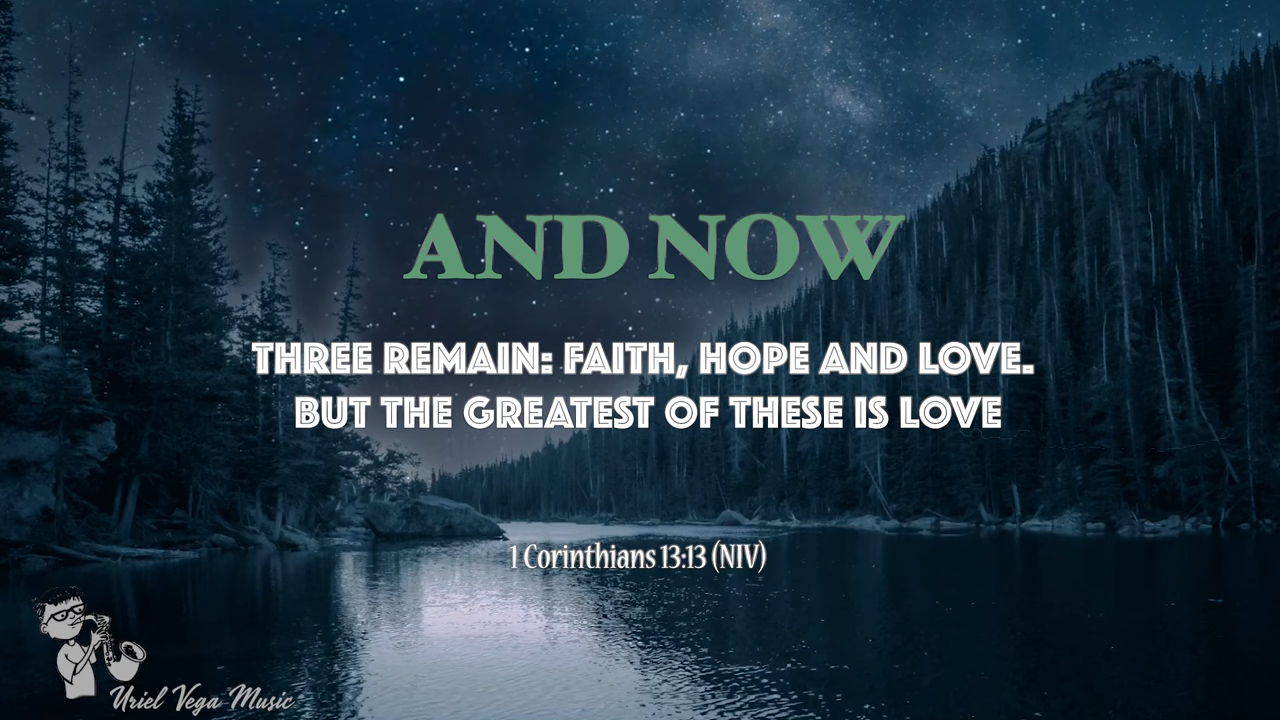 AND NOW
THREE REMAIN: FAITH, HOPE AND LOVE.
BUT THE GREATEST OF THESE IS LOVE
1 Corinthians 13:13 (NIV)
Uriel Vega Music